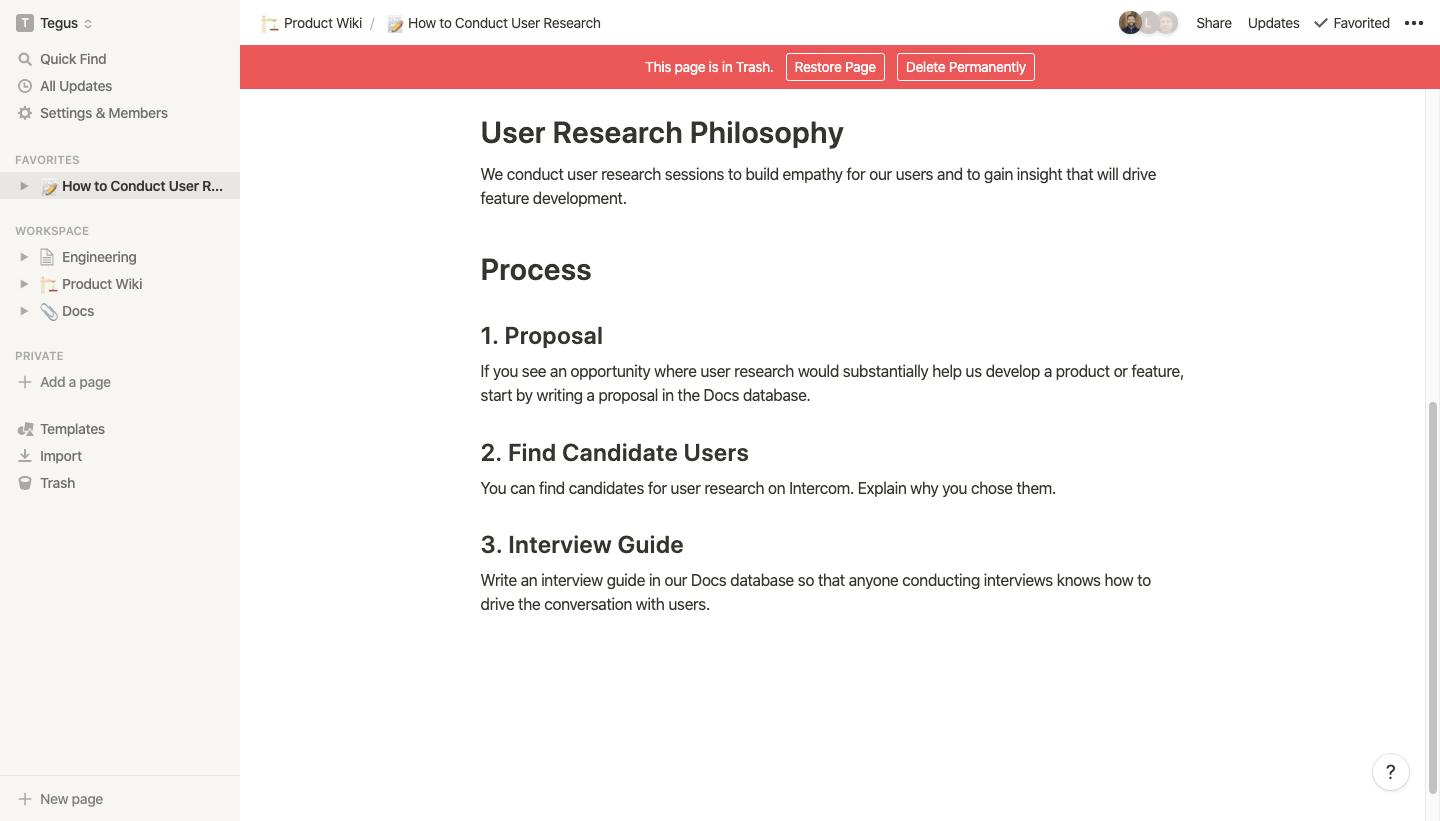 T Tegus
Quick Find
All Updates
Settings & Members
FAVORITES
How to Conduct User R...
WORKSPACE
Engineering
Product Wiki
Docs
PRIVATE
Add a page
Templates
Import
Trash
New page
Product Wiki / How to Conduct User Research
L
Share Updates Favorited
This page is in Trash. Restore Page Delete Permanently
User Research Philosophy
We conduct user research sessions to build empathy for our users and to gain insight that will drive
feature development.
Process
1. Proposal
If you see an opportunity where user research would substantially help us develop a product or feature,
start by writing a proposal in the Docs database.
2. Find Candidate Users
You can find candidates for user research on Intercom. Explain why you chose them.
3. Interview Guide
Write an interview guide in our Docs database so that anyone conducting interviews knows how to
drive the conversation with users.
?